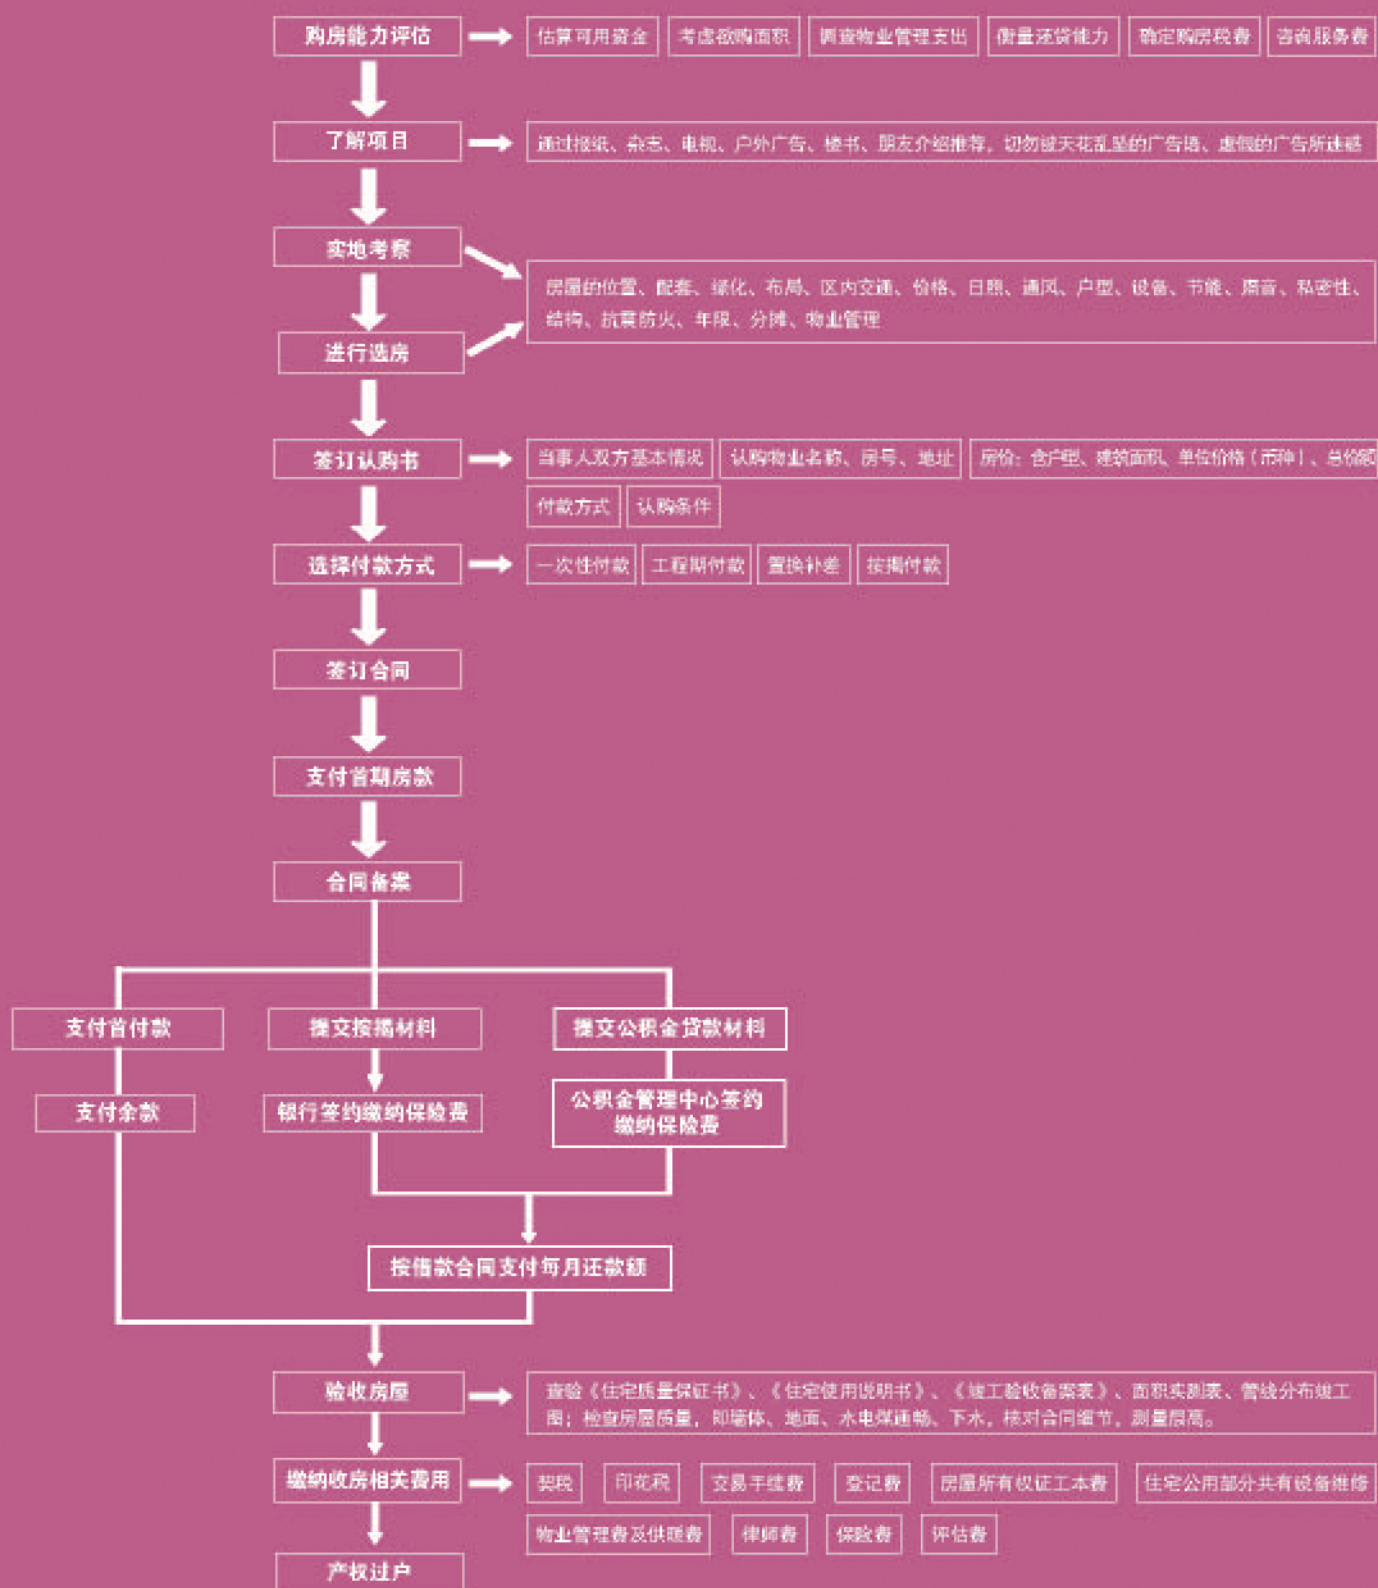 购房能力评估
估算可用资金 考虑欲购面积 调查物业管理支出 衡量还贷能力 确定购房税费 咨询服务费
了解项目
通过报纸、杂志、电视、户外广告、楼书、朋友介绍推荐，切勿被天花乱坠的广告语、虚假的广告所迷惑
实地考察
房屋的位置、配套、绿化、布局、区内交通、价格、日照、通风、户型、设备、节能、隔音、私密性、
结构、抗震防火、年限、分摊、物业管理
进行选房
签订认购书
当事人双方基本情况 认购物业名称、房号、地址 房价：含户型、建筑面积、单位价格（币种）、总价额
付款方式 认购条件
选择付款方式
一次性付款 工程期付款 置换补差 按揭付款
签订合同
支付首期房款
合同备案
支付首付款 提交按揭材料 提交公积金贷款材料
支付余款 银行签约缴纳保险费 公积金管理中心签约
缴纳保险费
按借款合同支付每月还款额
验收房屋
查验《住宅质量保证书》、《住宅使用说明书》、《竣工验收备案表》、面积实测表、管线分布竣工
图；检查房屋质量，即墙体、地面、水电煤通畅、下水，核对合同细节，测量层高。
缴纳收房相关费用
契税 印花税 交易手续费 登记费 房屋所有权证工本费 住宅公用部分共有设备维修
物业管理费及供暖费 律师费 保险费 评估费
产权过户